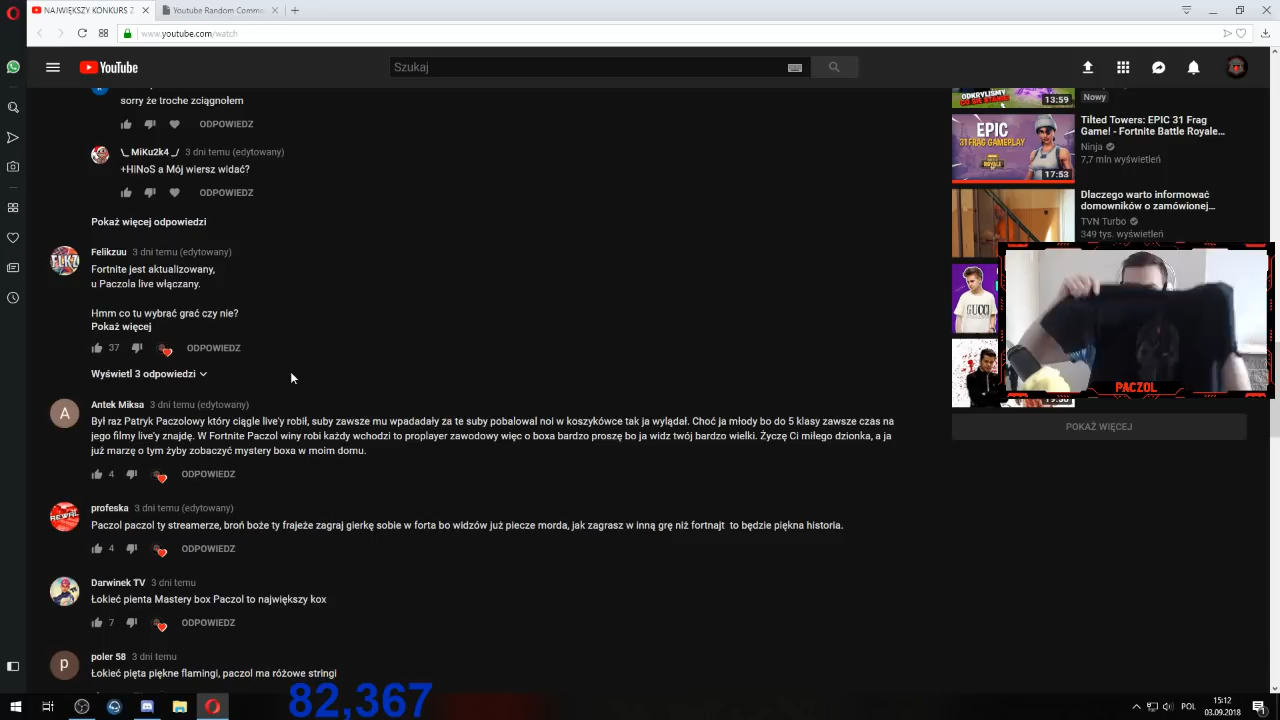 NAJWIĘKSZY KONKURS Z
Youtube Random Comme
www.youtube.com/watch
YouTube
Szukaj
sorry że troche zciągnołem
ODPOWIEDZ
\_ MiKu2k4 _/ 3 dni temu (edytowany)
+HiNoS a Mój wiersz widać?
ODPOWIEDZ
Pokaż więcej odpowiedzi
Felikzuu 3 dni temu (edytowany)
Fortnite jest aktualizowany,
u Paczola live włączany.
Hmm co tu wybrać grać czy nie?
Pokaż więcej
37 ODPOWIEDZ
Wyświetl 3 odpowiedzi
A
Antek Miksa 3 dni temu (edytowany)
Był raz Patryk Paczolowy który ciągle live'y robił, suby zawsze mu wpadadały za te suby pobalowal noi w koszykówce tak ja wylądał. Choć ja młody bo do 5 klasy zawsze czas na
jego filmy live'y znajdę. W Fortnite Paczol winy robi każdy wchodzi to proplayer zawodowy więc o boxa bardzo proszę bo ja widz twój bardzo wielki. Życzę Ci miłego dzionka, a ja
już marzę o tym żyby zobaczyć mystery boxa w moim domu.
4 ODPOWIEDZ
profeska 3 dni temu (edytowany)
Paczol paczol ty streamerze, broń boże ty frajeże zagraj gierkę sobie w forta bo widzów już piecze morda, jak zagrasz w inną grę niż fortnajt to będzie piękna historia.
4 ODPOWIEDZ
Darwinek TV 3 dni temu
Łokieć pienta Mastery box Paczol to największy kox
7 ODPOWIEDZ
p
poler 58 3 dni temu
Łokieć pięta piękne flamingi, paczol ma różowe stringi
82,367
ODKRYLIŚMY
CO SIĘ STANIE!
13:59
Nowy
EPIC
31 FRAG GAMEPLAY
17:53
Tilted Towers: EPIC 31 Frag
Game! - Fortnite Battle Royale...
Ninja
7,7 mln wyświetleń
Dlaczego warto informować
domowników o zamówionej...
TVN Turbo
349 tys. wyświetleń
GUCCI
PACZOL
POKAŻ WIĘCEJ
POL
15:12
03.09.2018